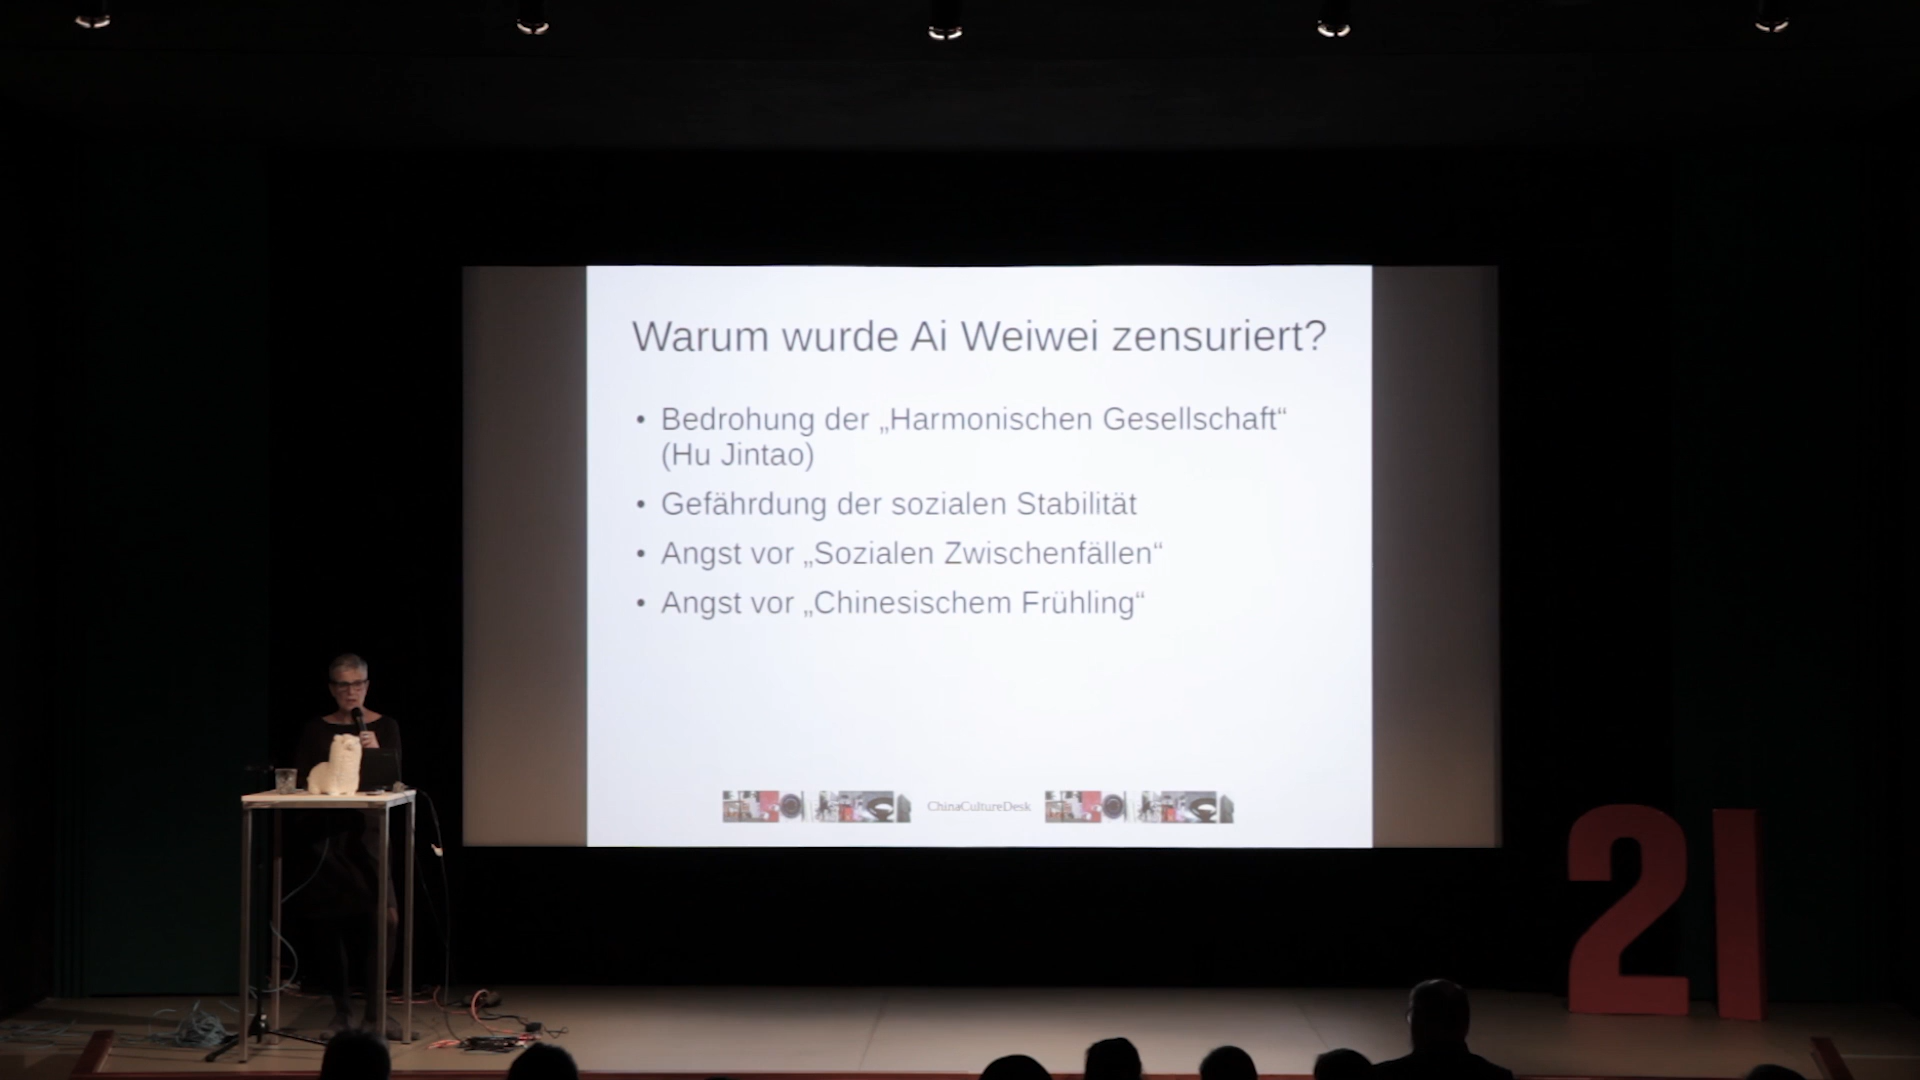 Warum wurde Ai Weiwei zensuriert?
• Bedrohung der „Harmonischen Gesellschaft“
(Hu Jintao)
• Gefährdung der sozialen Stabilität
• Angst vor „Sozialen Zwischenfällen“
• Angst vor „Chinesischem Frühling“
ChinaCultureDesk
21